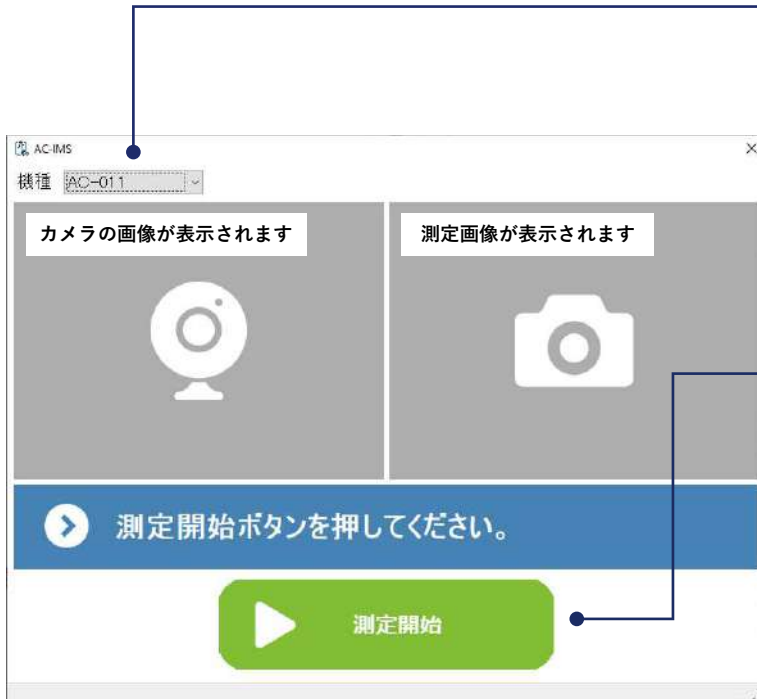 AC-IMS
機種 AC-011
カメラの画像が表示されます
測定画像が表示されます
測定開始ボタンを押してください。
測定開始